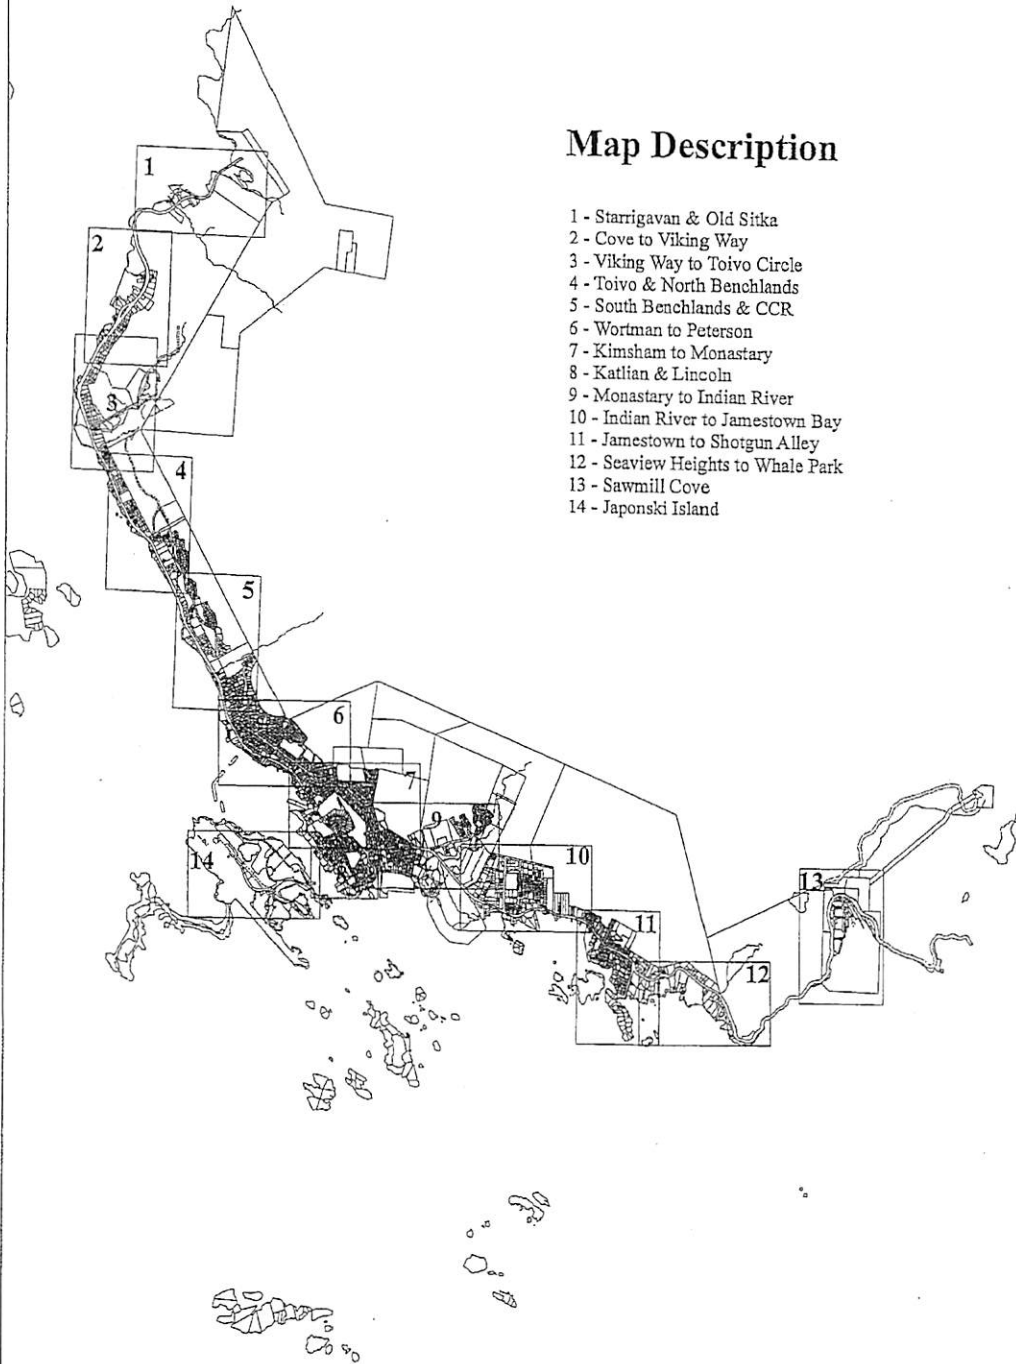 Map Description
1 - Starrigavan & Old Sitka
2 - Cove to Viking Way
3 - Viking Way to Toivo Circle
4 - Toivo & North Benchlands
5 - South Benchlands & CCR
6 - Wortman to Peterson
7 - Kimsham to Monastary
8 - Katlian & Lincoln
9 - Monastary to Indian River
10 - Indian River to Jamestown Bay
11 - Jamestown to Shotgun Alley
12 - Seaview Heights to Whale Park
13 - Sawmill Cove
14 - Japonski Island
1
2
3
4
5
6
7
9
10
14
13
11
12